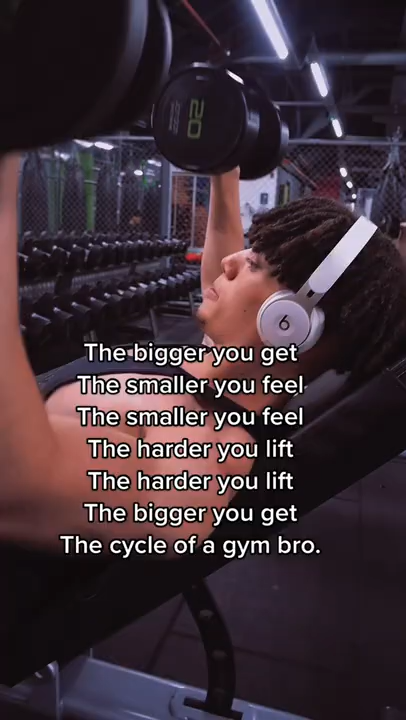 20
b
The bigger you get
The smaller you feel
The smaller you feel
The harder you lift
The harder you lift
The bigger you get
The cycle of a gym bro.